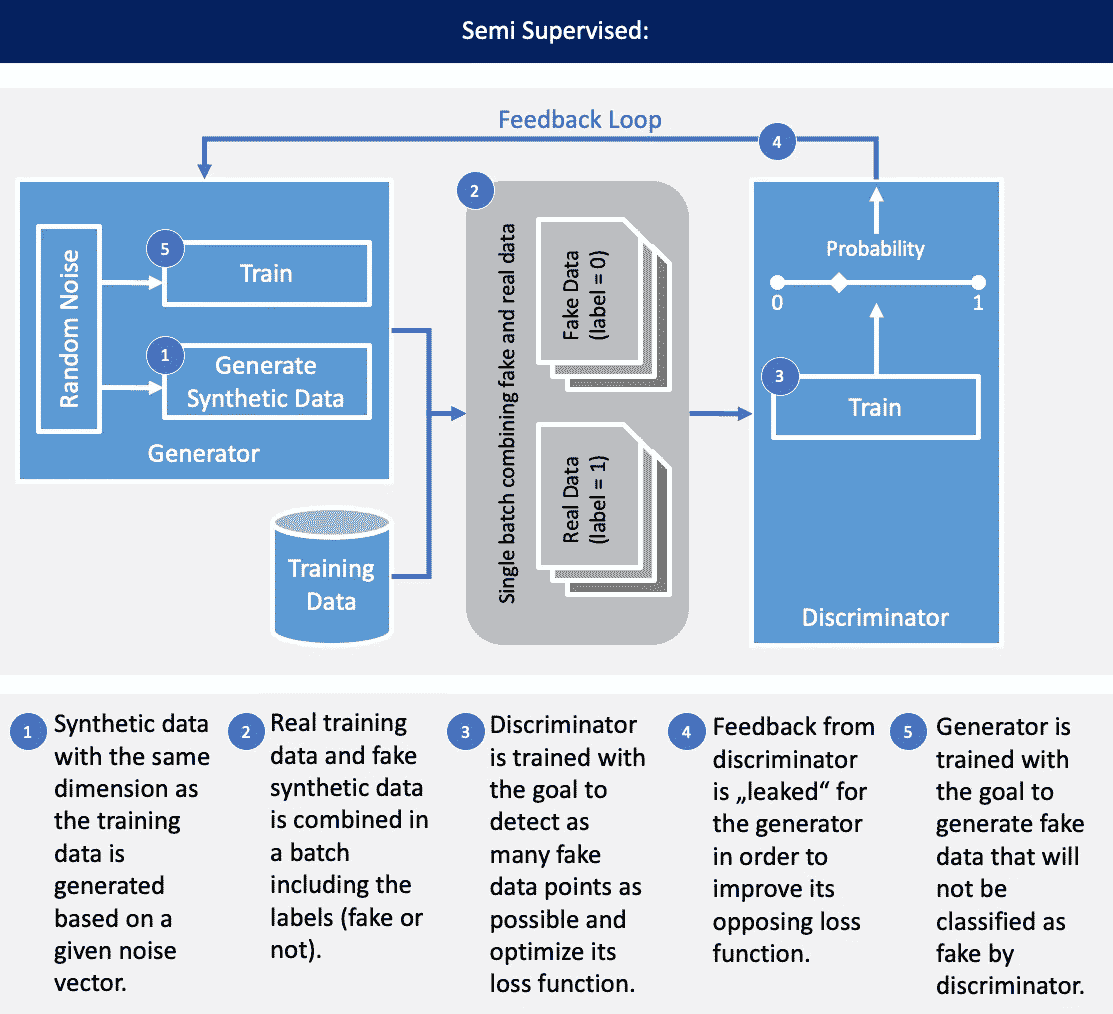 Semi Supervised:
Feedback Loop
4
Random Noise
5
Train
1
Generate
Synthetic Data
Generator
Training
Data
2
Single batch combining fake and real data
Fake Data
(label = 0)
Real Data
(label = 1)
Probability
0
1
3
Train
Discriminator
1
Synthetic data
with the same
dimension as
the training
data is
generated
based on a
given noise
vector.
2
Real training
data and fake
synthetic data
is combined in
a batch
including the
labels (fake or
not).
3
Discriminator
is trained with
the goal to
detect as
many fake
data points as
possible and
optimize its
loss function.
4
Feedback from
discriminator
is „leaked“ for
the generator
in order to
improve its
opposing loss
function.
5
Generator is
trained with
the goal to
generate fake
data that will
not be
classified as
fake by
discriminator.